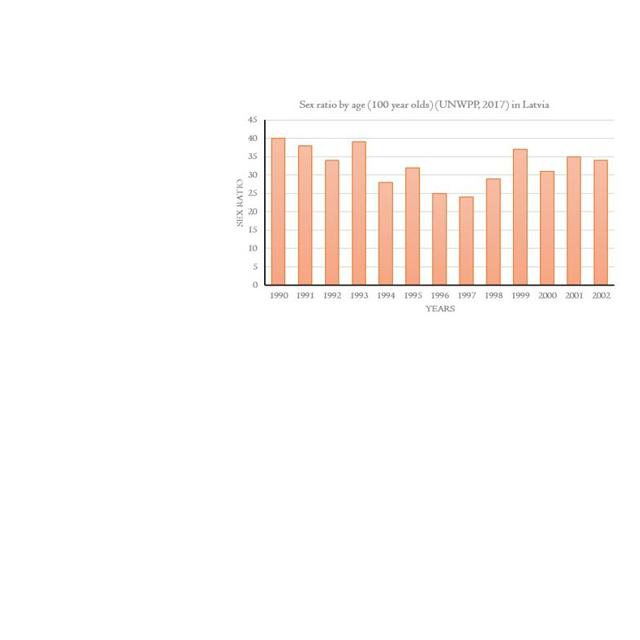 Sex ratio by age (100 year olds) (UNWPP, 2017) in Latvia
45
40
35
30
25
20
15
10
5
0
SEX RATIO
1990 1991 1992 1993 1994 1995 1996 1997 1998 1999 2000 2001 2002
YEARS